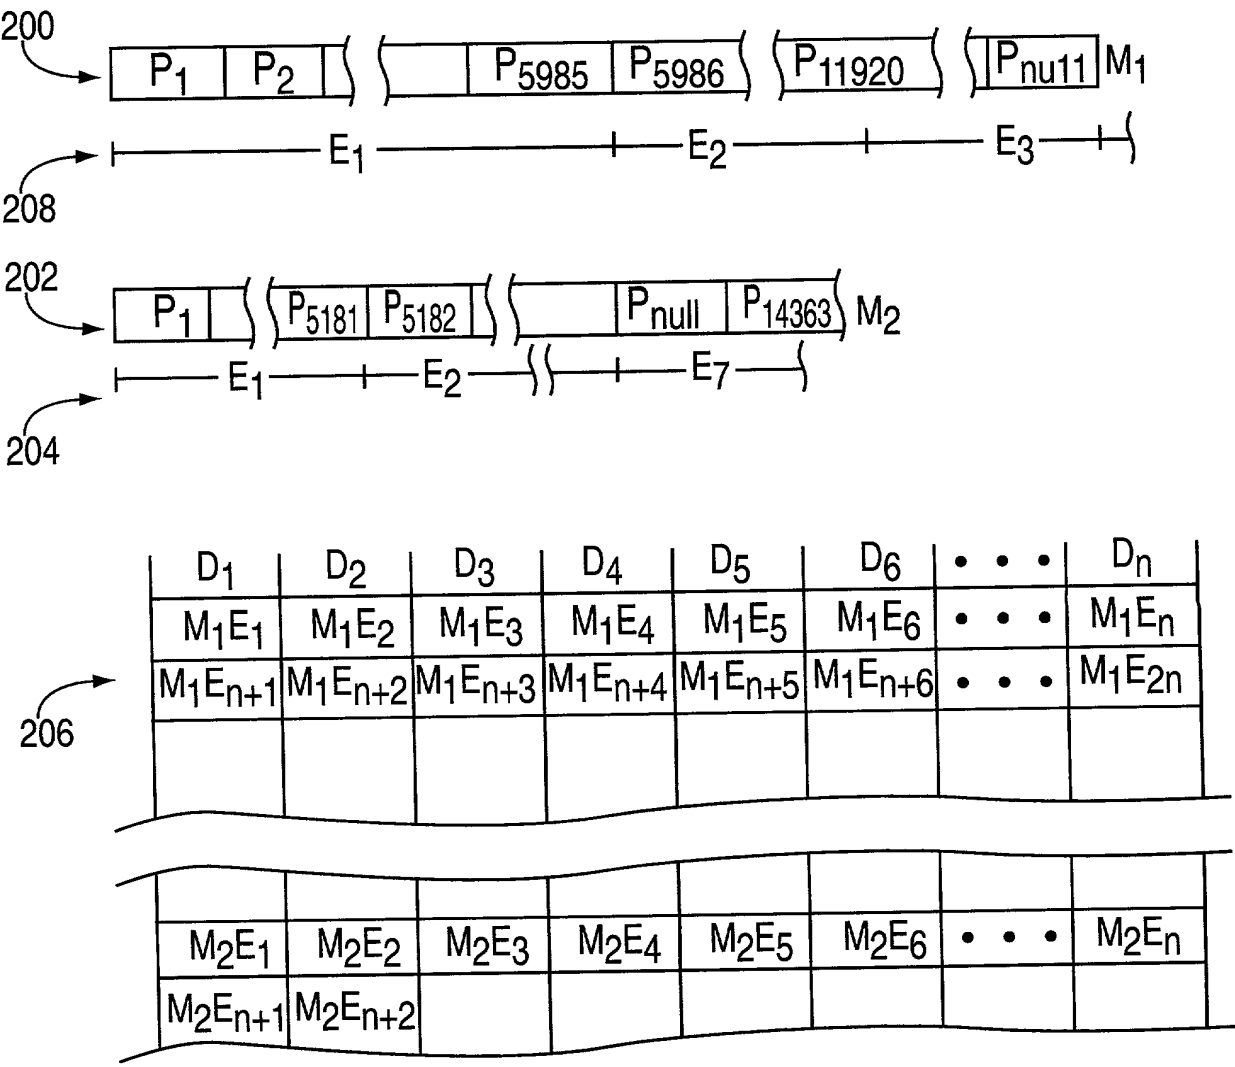 200
P1 P2 P5985 P5986 P11920 Pnu11 M1
E1 E2 E3
208
202
P1 P5181 P5182 Pnull P14363 M2
E1 E2 E7
204
D1 D2 D3 D4 D5 D6 • • • Dn
M1E1 M1E2 M1E3 M1E4 M1E5 M1E6 • • • M1En
M1En+1 M1En+2 M1En+3 M1En+4 M1En+5 M1En+6 • • • M1E2n
206
M2E1 M2E2 M2E3 M2E4 M2E5 M2E6 • • • M2En
M2En+1 M2En+2